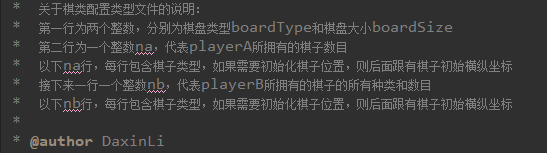 * 关于棋类配置类型文件的说明:
* 第一行为两个整数，分别为棋盘类型boardType和棋盘大小boardSize
* 第二行为一个整数na，代表playerA所拥有的棋子数目
* 以下na行，每行包含棋子类型，如果需要初始化棋子位置，则后面跟有棋子初始横纵坐标
* 接下来一行一个整数nb，代表playerB所拥有的棋子的所有种类和数目
* 以下nb行，每行包含棋子类型，如果需要初始化棋子位置，则后面跟有棋子初始横纵坐标
*
* @author DaxinLi